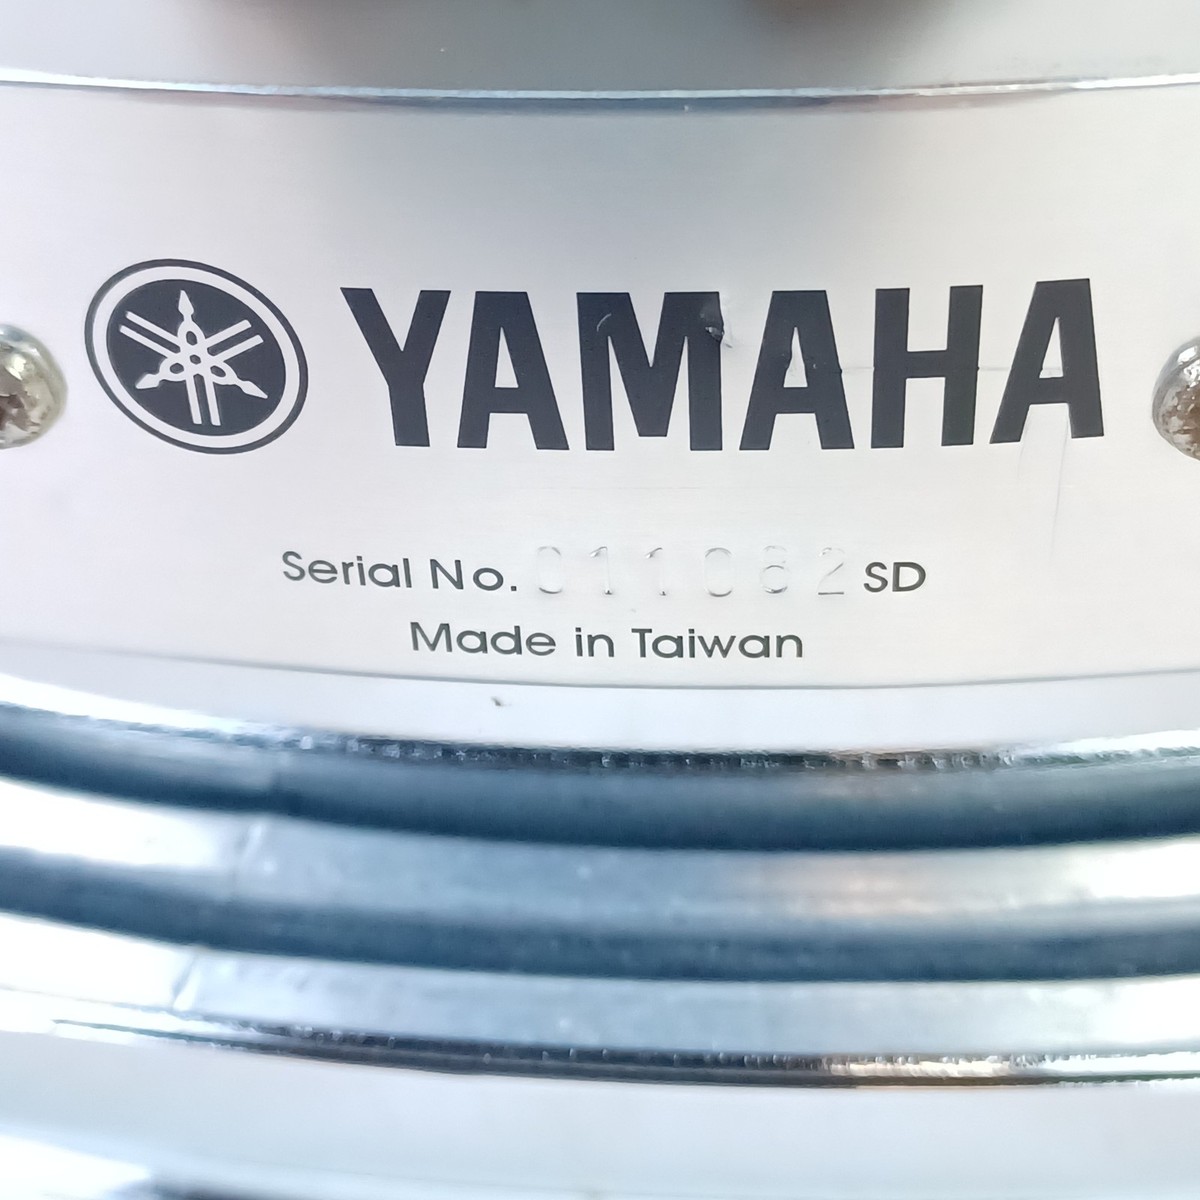 YAMAHA
Serial No. 011082 SD
Made in Taiwan